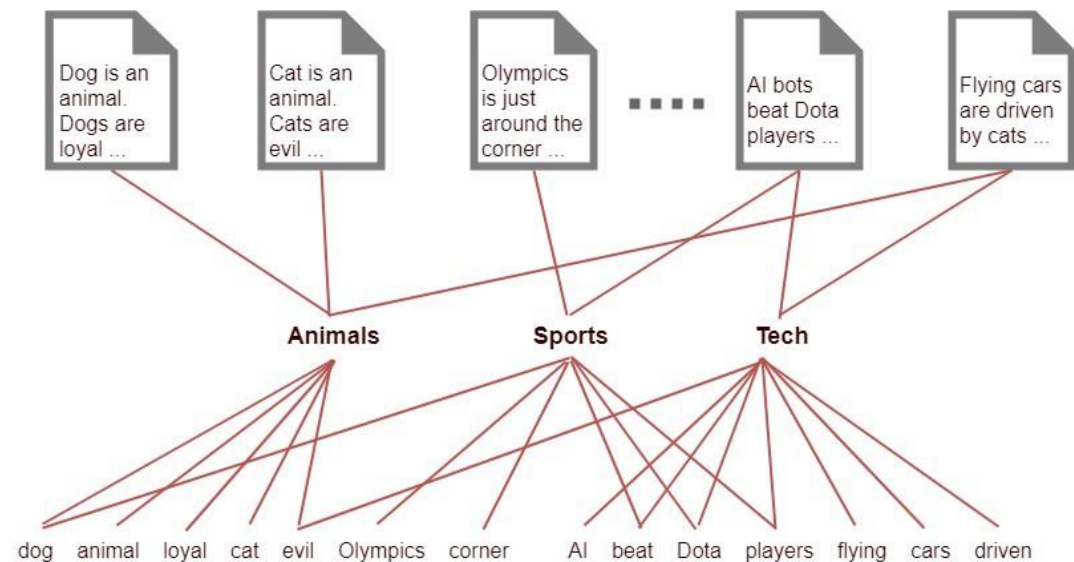 Dog is an
animal.
Dogs are
loyal ...
Cat is an
animal.
Cats are
evil ...
Olympics
is just
around the
corner ...
AI bots
beat Dota
players ...
Flying cars
are driven
by cats ...
Animals Sports Tech
dog animal loyal cat evil Olympics corner AI beat Dota players flying cars driven